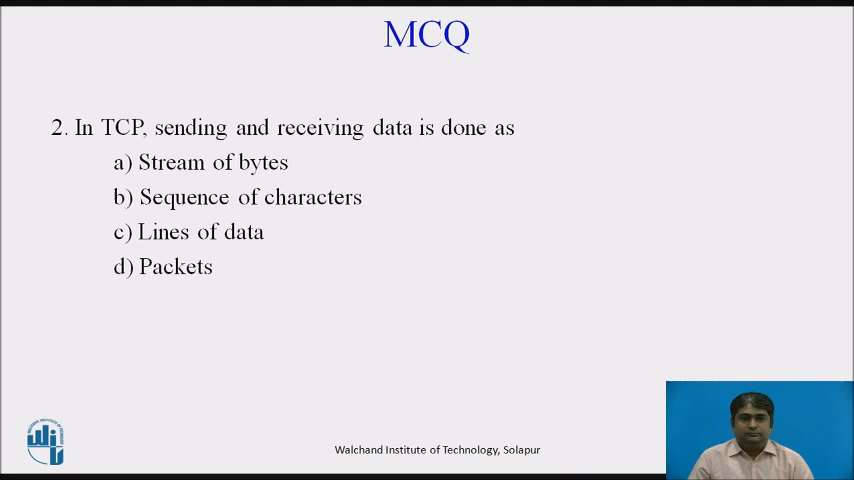 MCQ
2. In TCP, sending and receiving data is done as
a) Stream of bytes
b) Sequence of characters
c) Lines of data
d) Packets
Walchand Institute of Technology, Solapur